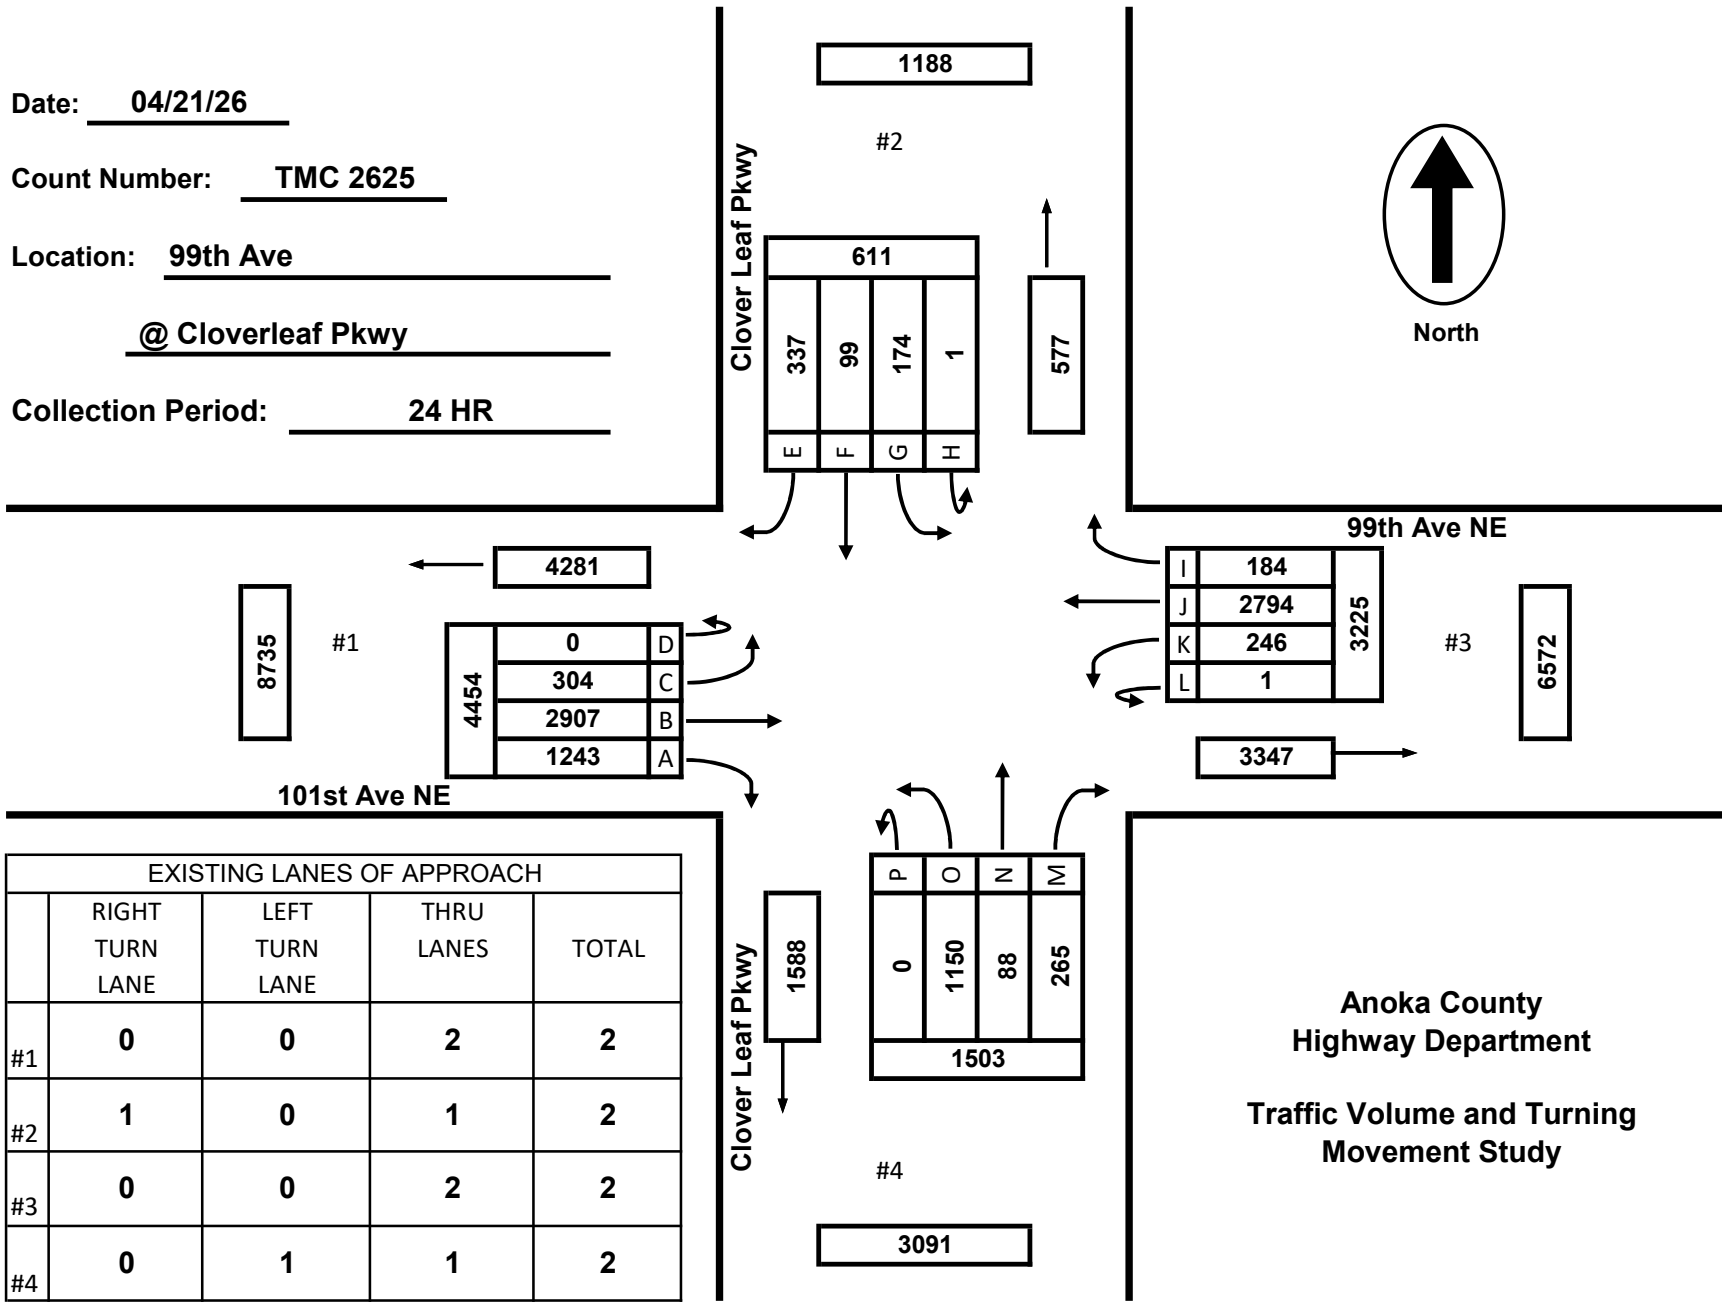 Date: 04/21/26
Count Number: TMC 2625
Location: 99th Ave
@ Cloverleaf Pkwy
Collection Period: 24 HR
1188
#2
Clover Leaf Pkwy
611
337 99 174 1
E F G H
577
North
99th Ave NE
4281
8735
#1
4454
0 D
304 C
2907 B
1243 A
101st Ave NE
I 184
J 2794
K 246
L 1
3225
#3
6572
3347
P O N M
0 1150 88 265
1503
1588
Clover Leaf Pkwy
#4
3091
EXISTING LANES OF APPROACH
RIGHT LEFT THRU
TURN TURN LANES TOTAL
LANE LANE
#1 0 0 2 2
#2 1 0 1 2
#3 0 0 2 2
#4 0 1 1 2
Anoka County
Highway Department
Traffic Volume and Turning
Movement Study